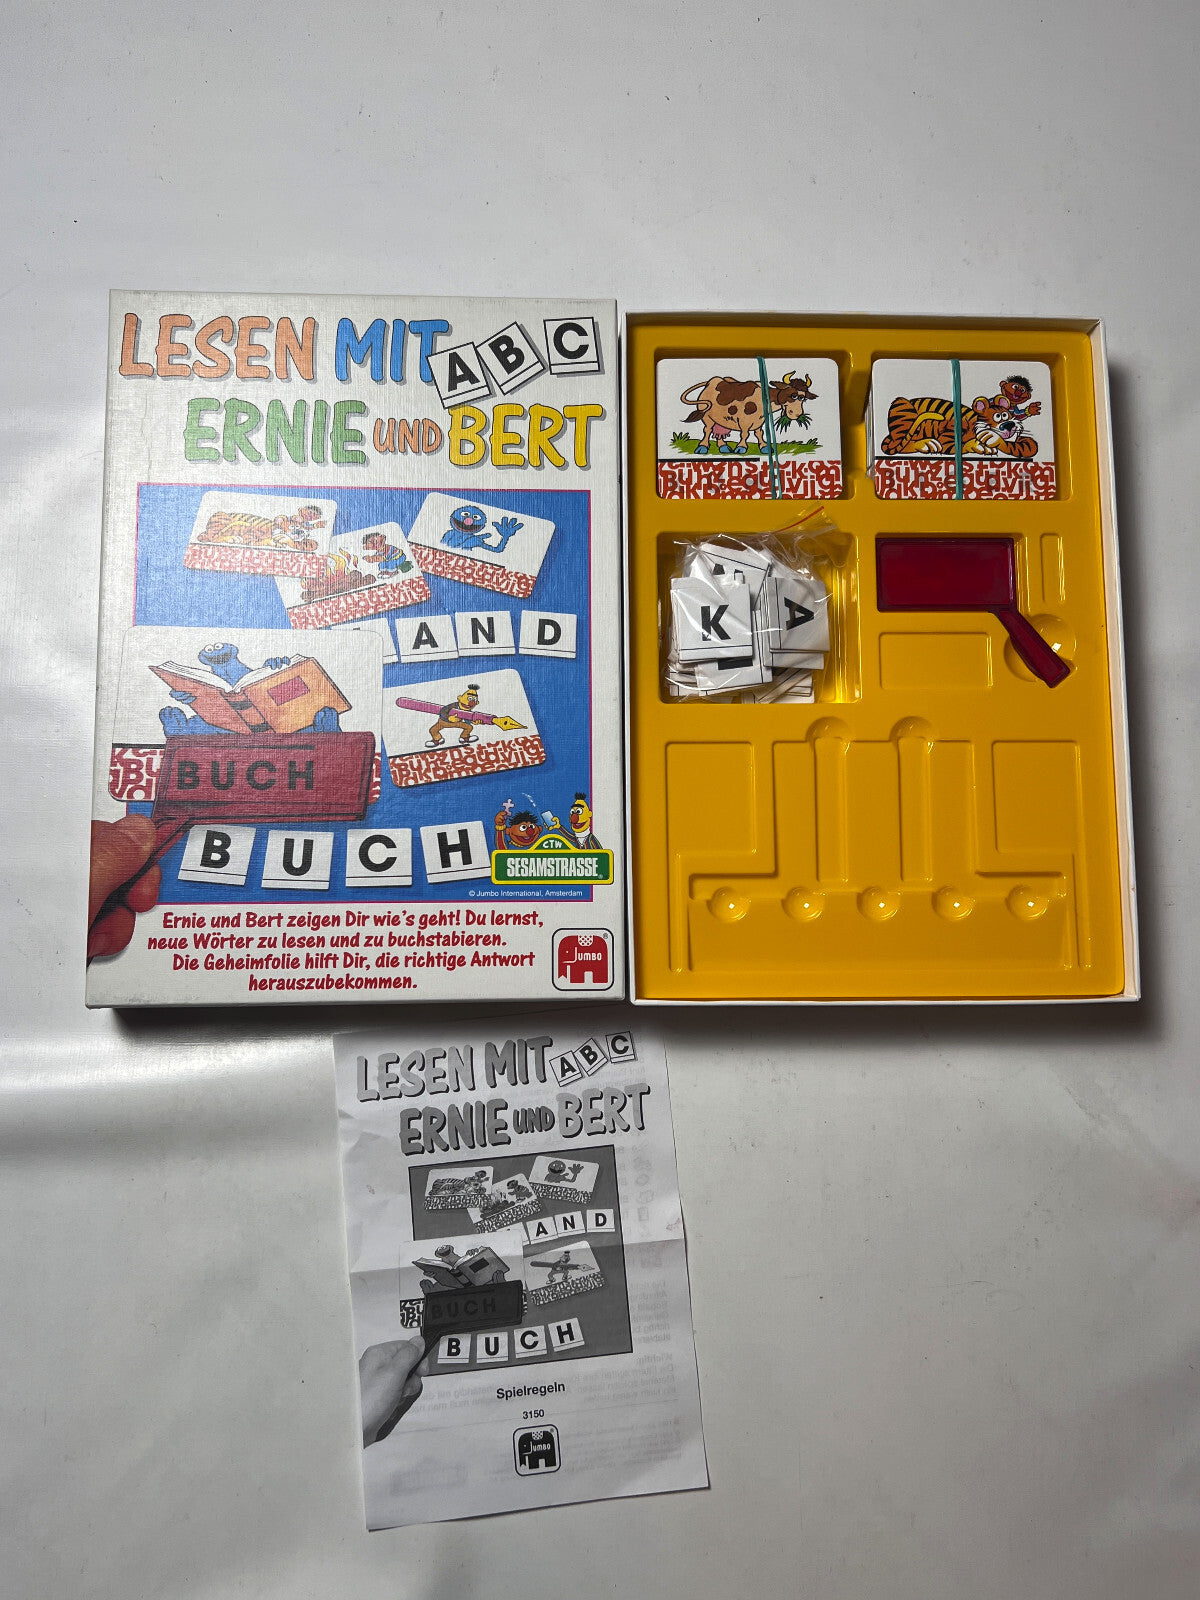 LESEN MIT ABC
ERNIE UND BERT
AND
BUCH
BUCH
CTW
SESAMSTRASSE®
© Jumbo International, Amsterdam
Ernie und Bert zeigen Dir wie's geht! Du lernst,
neue Wörter zu lesen und zu buchstabieren.
Die Geheimfolie hilft Dir, die richtige Antwort
herauszubekommen.
JUMBO®
K
A
LESEN MIT ABC
ERNIE UND BERT
AND
BUCH
BUCH
Spielregeln
3150
JUMBO